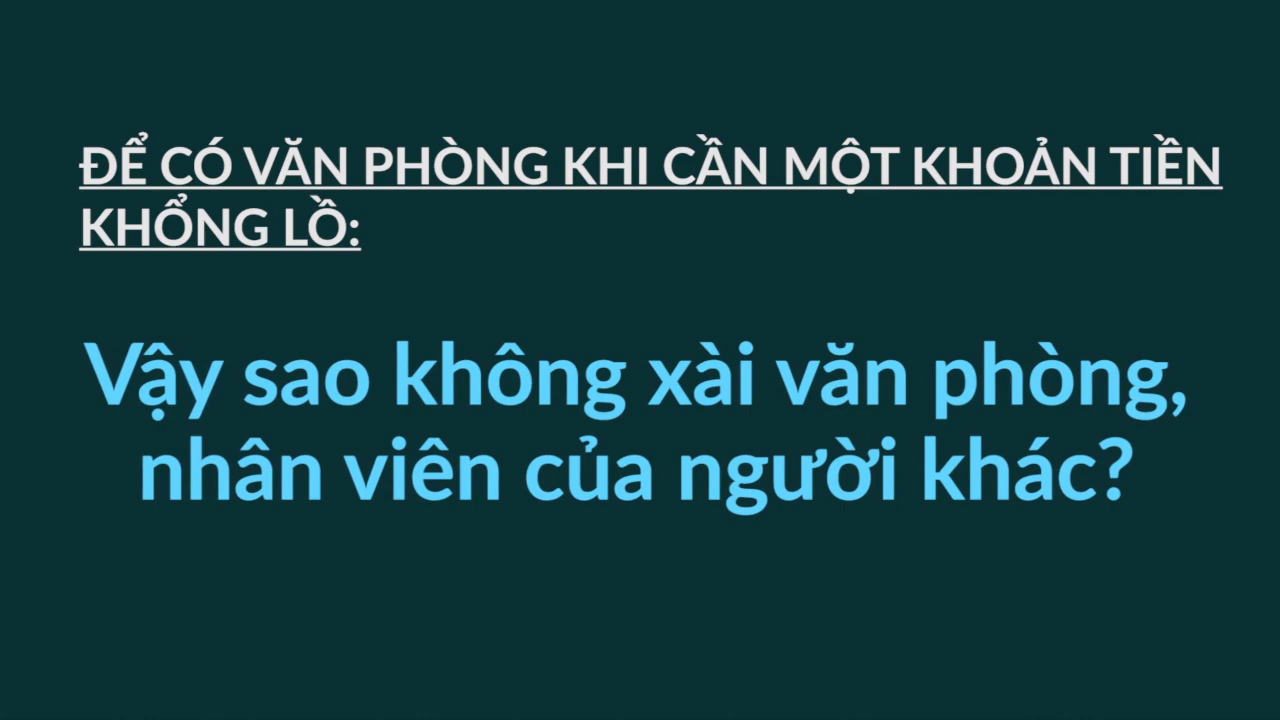 ĐỂ CÓ VĂN PHÒNG KHI CẦN MỘT KHOẢN TIỀN
KHỔNG LỒ:
Vậy sao không xài văn phòng,
nhân viên của người khác?